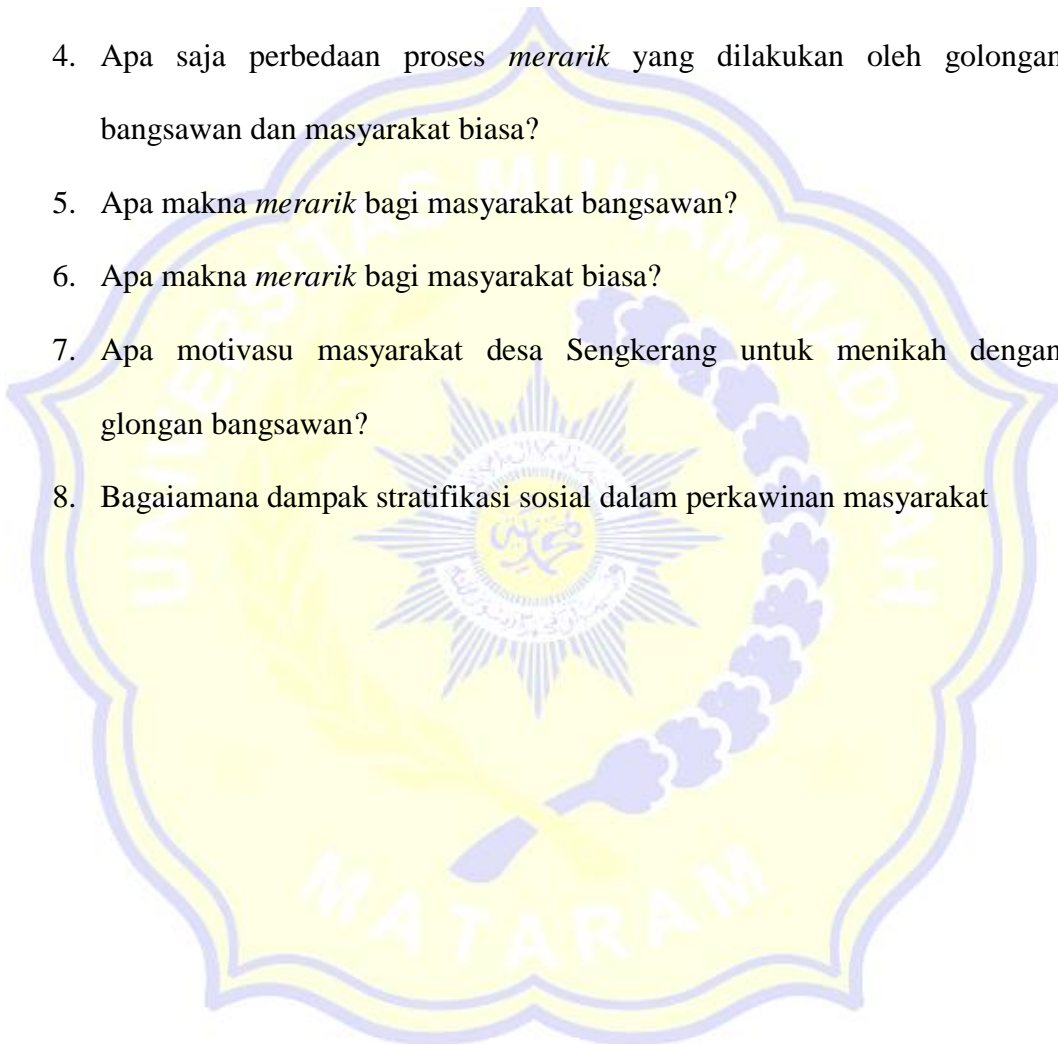 4. Apa saja perbedaan proses merarik yang dilakukan oleh golongan
bangsawan dan masyarakat biasa?
5. Apa makna merarik bagi masyarakat bangsawan?
6. Apa makna merarik bagi masyarakat biasa?
7. Apa motivasu masyarakat desa Sengkerang untuk menikah dengan
glongan bangsawan?
8. Bagaiamana dampak stratifikasi sosial dalam perkawinan masyarakat
UNIVERSITAS MUHAMMADIYAH
MATARAM